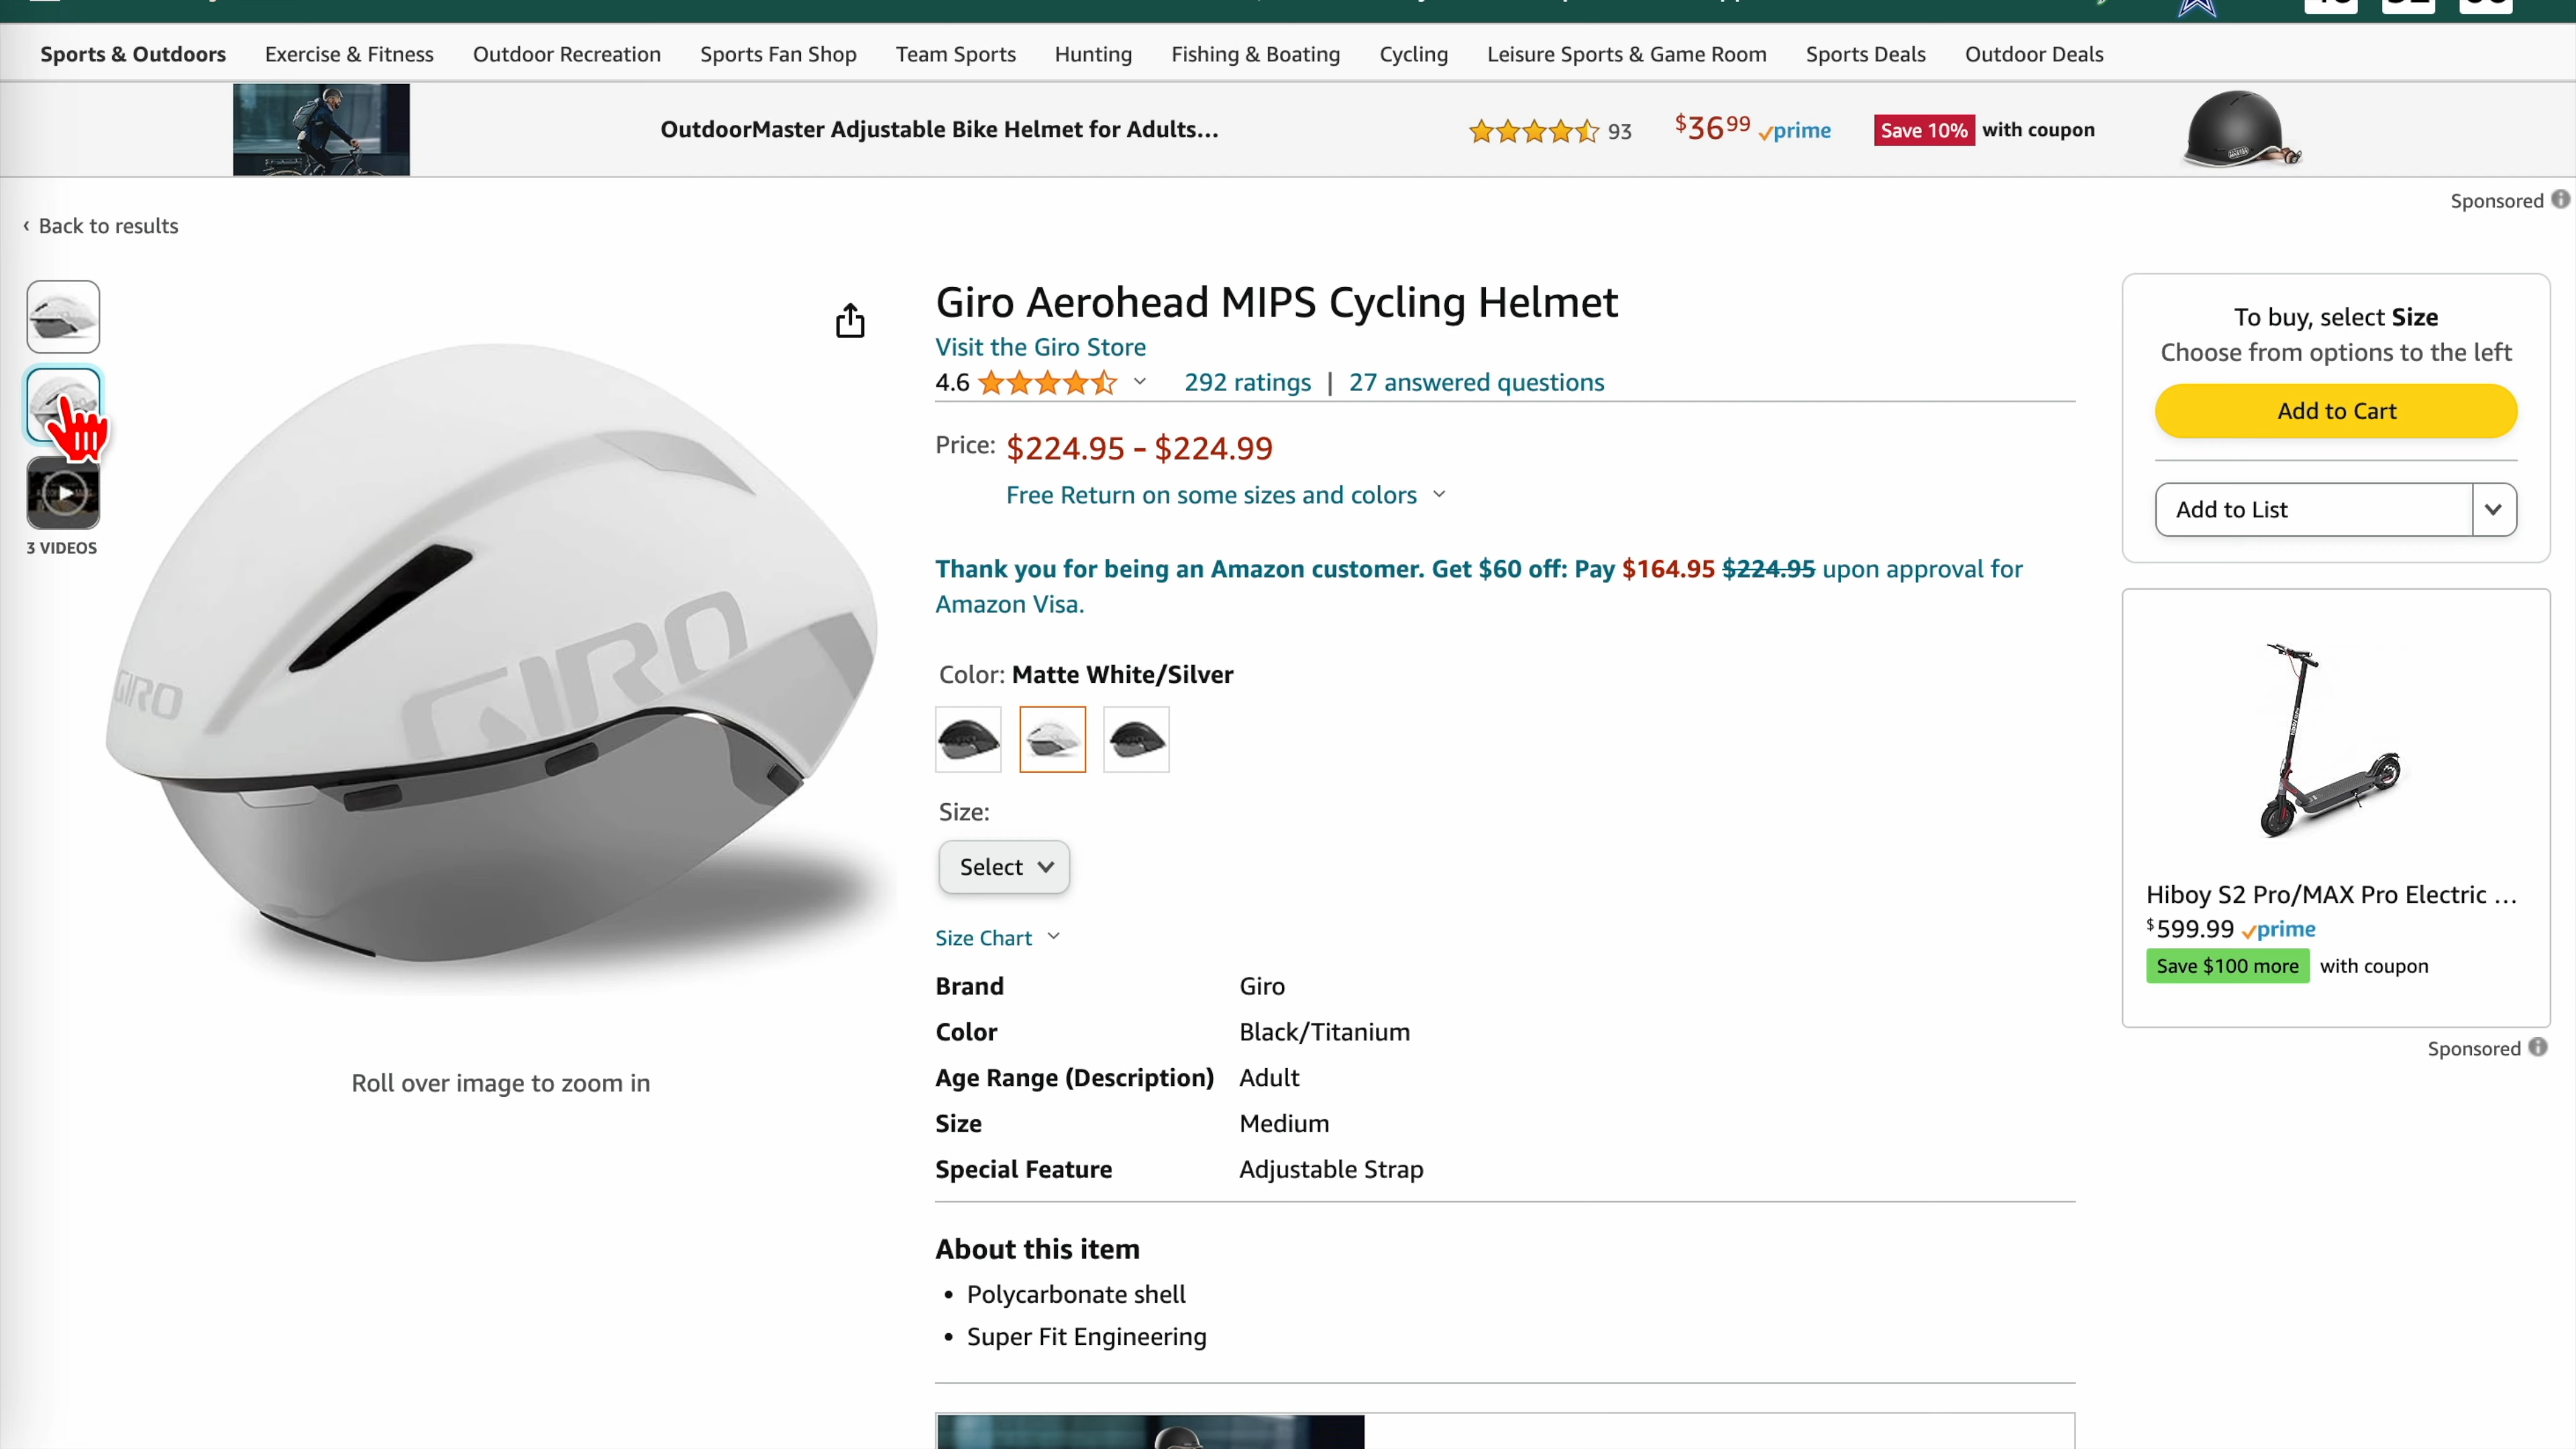 Sports & Outdoors Exercise & Fitness Outdoor Recreation Sports Fan Shop Team Sports Hunting Fishing & Boating Cycling Leisure Sports & Game Room Sports Deals Outdoor Deals
OutdoorMaster Adjustable Bike Helmet for Adults... 93 $36.99 prime Save 10% with coupon
Sponsored
‹ Back to results
3 VIDEOS
GIRO
GIRO
Roll over image to zoom in
Giro Aerohead MIPS Cycling Helmet
Visit the Giro Store
4.6 292 ratings | 27 answered questions
Price: $224.95 - $224.99
Free Return on some sizes and colors
Thank you for being an Amazon customer. Get $60 off: Pay $164.95 $224.95 upon approval for
Amazon Visa.
Color: Matte White/Silver
Size:
Select
Size Chart
Brand Giro
Color Black/Titanium
Age Range (Description) Adult
Size Medium
Special Feature Adjustable Strap
About this item
• Polycarbonate shell
• Super Fit Engineering
To buy, select Size
Choose from options to the left
Add to Cart
Add to List
Hiboy S2 Pro/MAX Pro Electric ...
$599.99 prime
Save $100 more with coupon
Sponsored